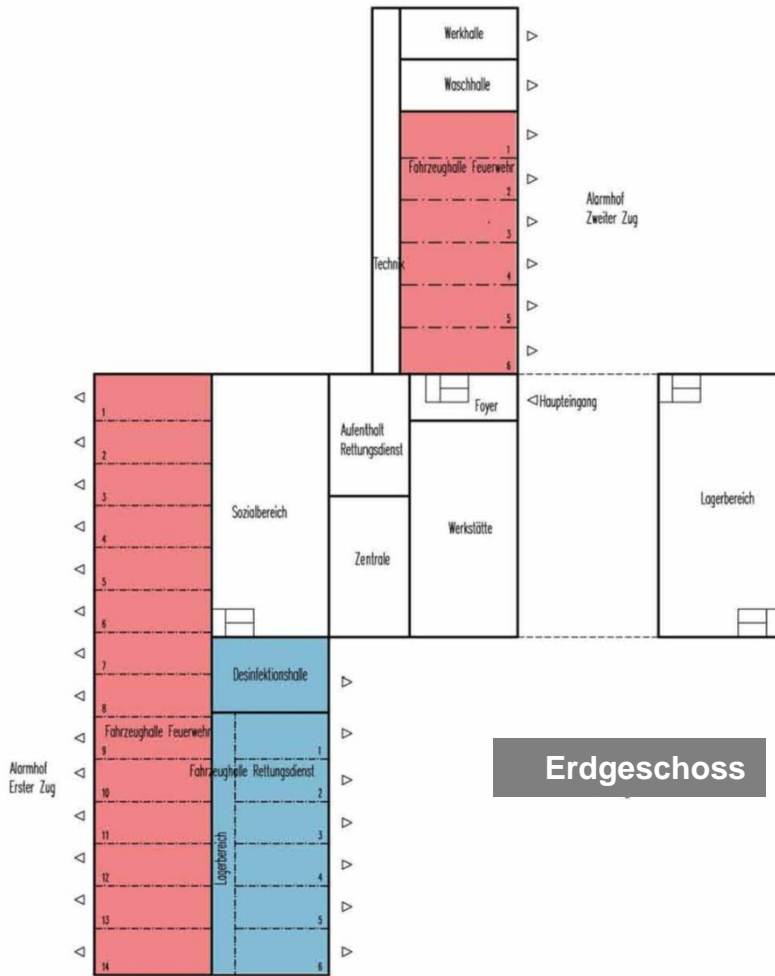 Werkhalle
Waschhalle
1
Fahrzeughalle Feuerwehr
2
3
4
5
6
Technik
Alarmhof
Zweiter Zug
Foyer
Haupteingang
Aufenthalt
Rettungsdienst
Sozialbereich
Zentrale
Werkstätte
Lagerbereich
1
2
3
4
5
6
7
8
Fahrzeughalle Feuerwehr
9
10
11
12
13
14
Alarmhof
Erster Zug
Desinfektionshalle
1
Fahrzeughalle Rettungsdienst
2
3
4
5
6
Lagerbereich
Erdgeschoss